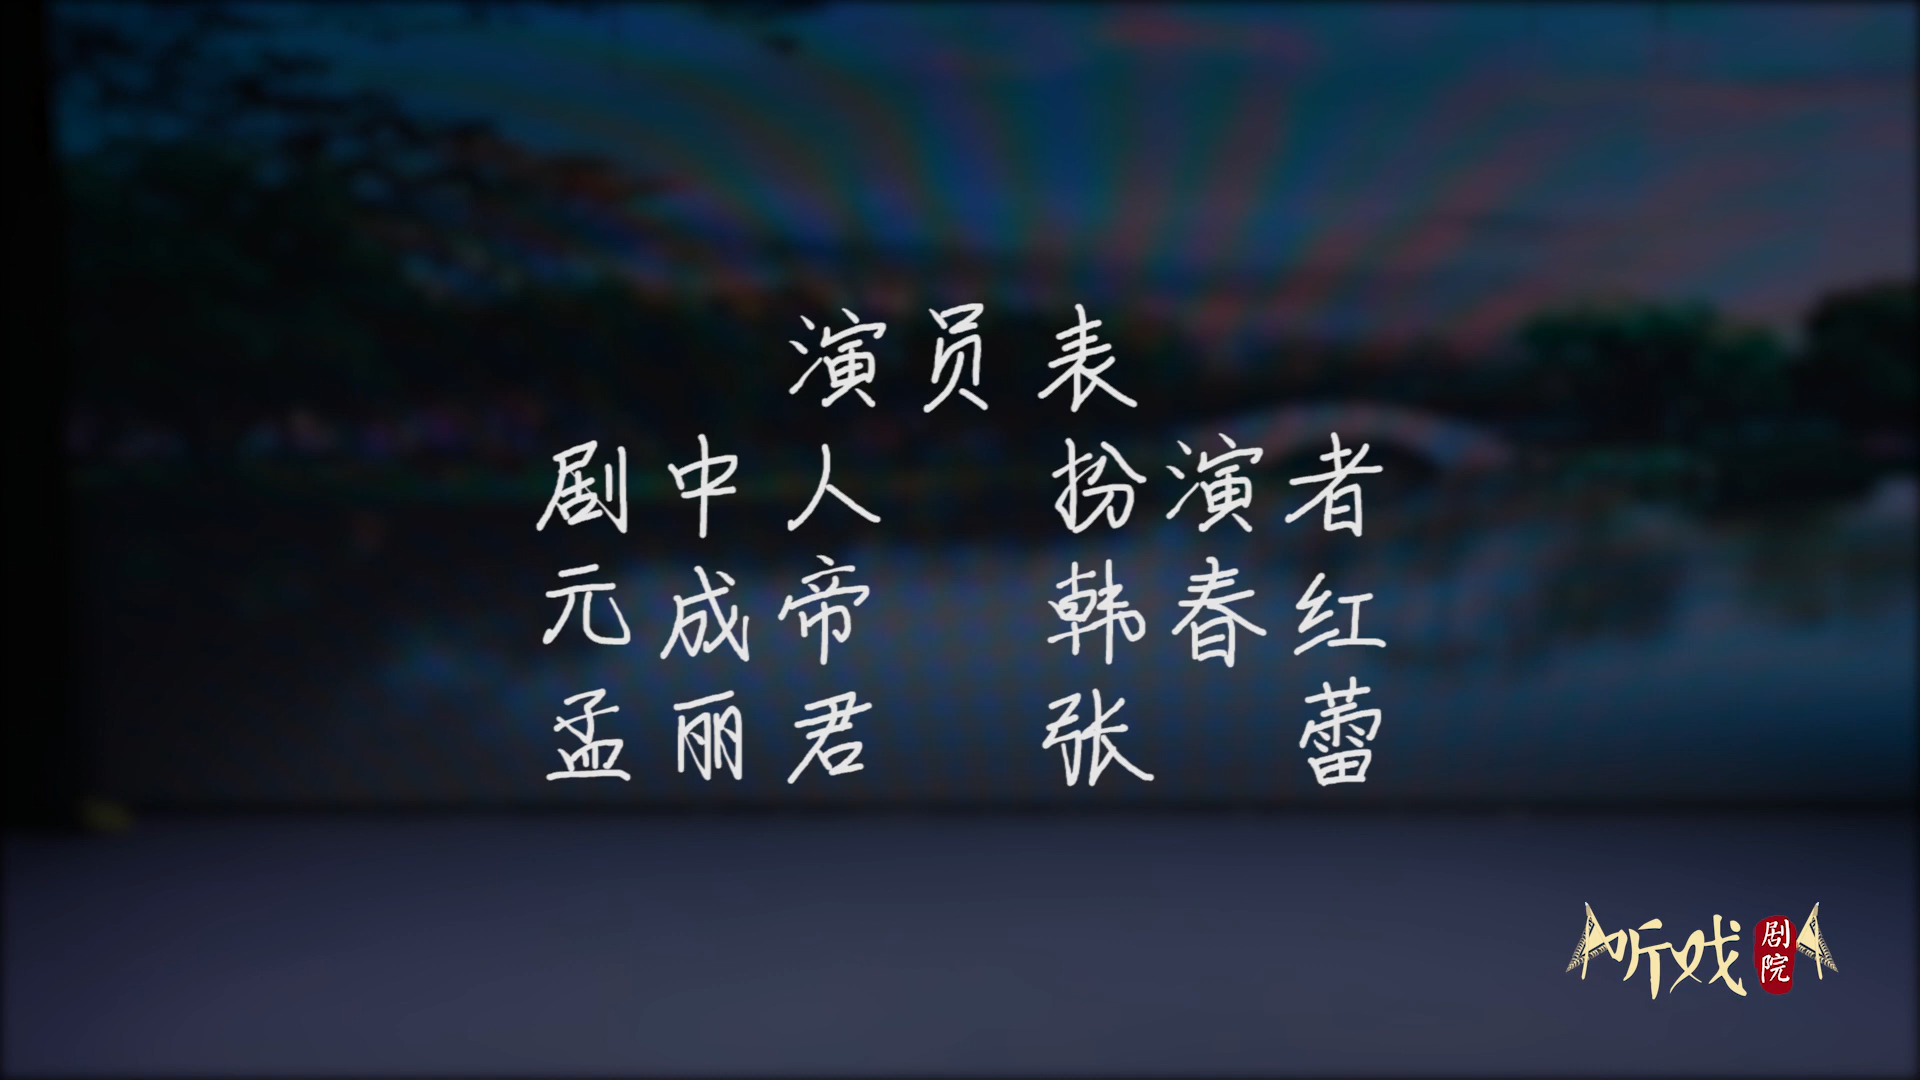 演员表
剧中人 扮演者
元成帝 韩春红
孟丽君 张 蕾
听戏
剧院